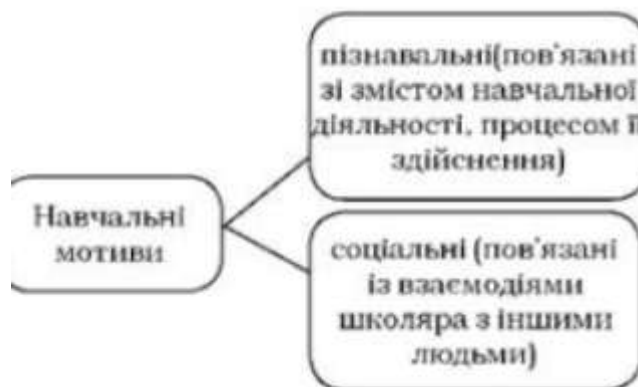 Навчальні
мотиви
пізнавальні(пов'язані
зі змістом навчальної
діяльності, процесом її
здійснення)
соціальні (пов'язані
із взаємодіями
школяра з іншими
людьми)